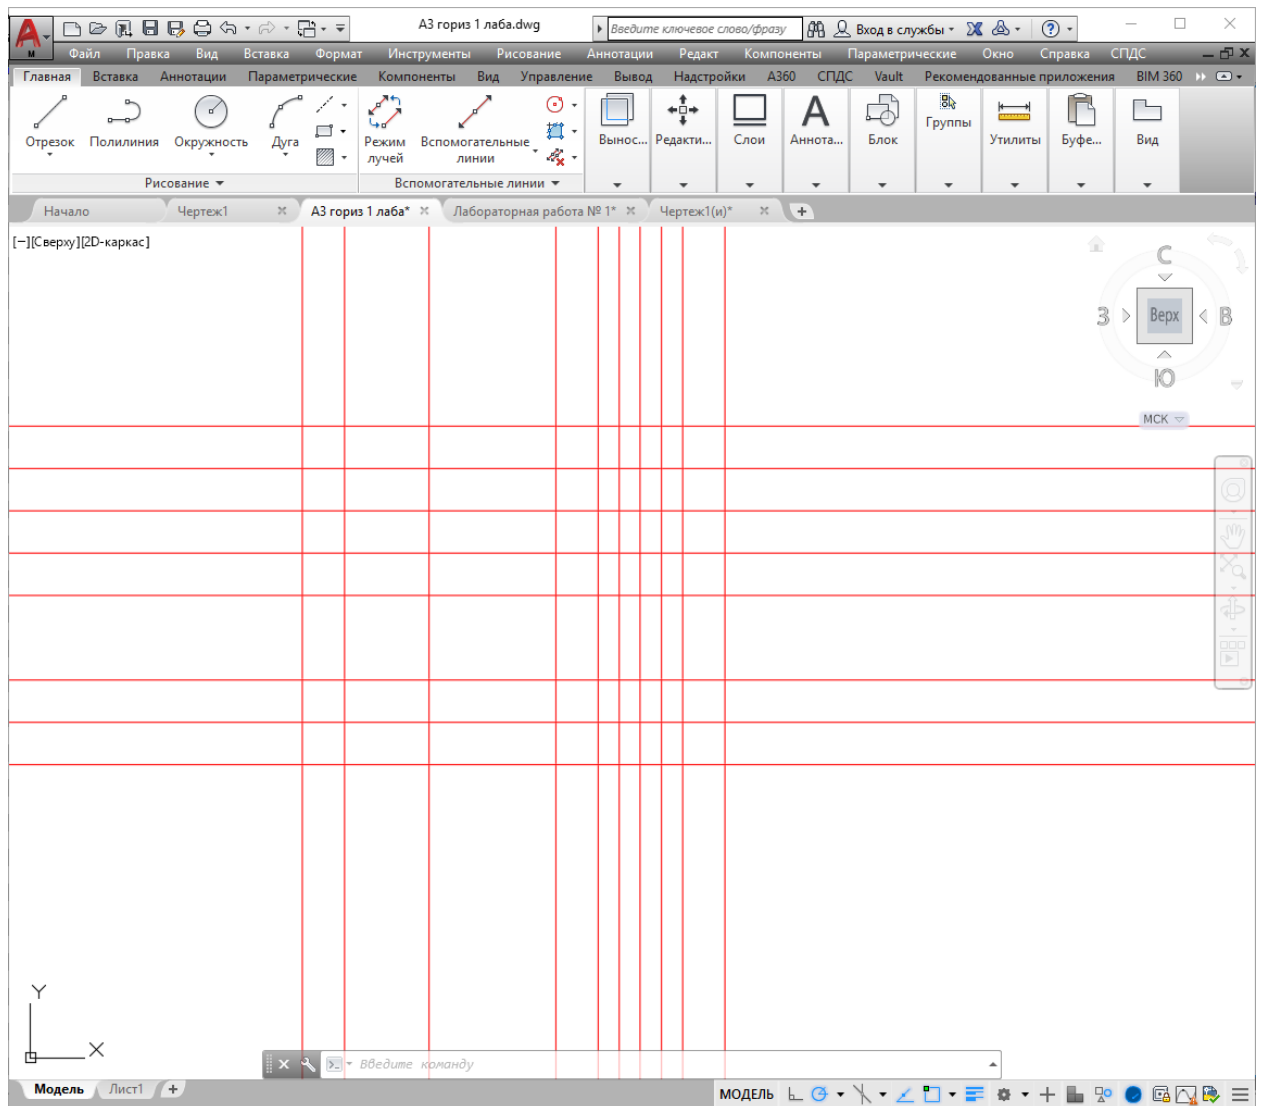 А3 гориз 1 лаба.dwg
Введите ключевое слово/фразу
Вход в службы
Файл Правка Вид Вставка Формат Инструменты Рисование Аннотации Редакт Компоненты Параметрические Окно Справка СПДС
Главная Вставка Аннотации Параметрические Компоненты Вид Управление Вывод Надстройки А360 СПДС Vault Рекомендованные приложения BIM 360
Отрезок Полилиния Окружность Дуга
Режим лучей
Вспомогательные линии
Вынос... Редакти... Слои Аннота... Блок Группы Утилиты Буфе... Вид
Рисование
Вспомогательные линии
Начало Чертеж1 А3 гориз 1 лаба* Лабораторная работа № 1* Чертеж1(и)*
[−][Сверху][2D-каркас]
С
З Верх В
Ю
МСК
Y
X
Введите команду
Модель Лист1 +
МОДЕЛЬ